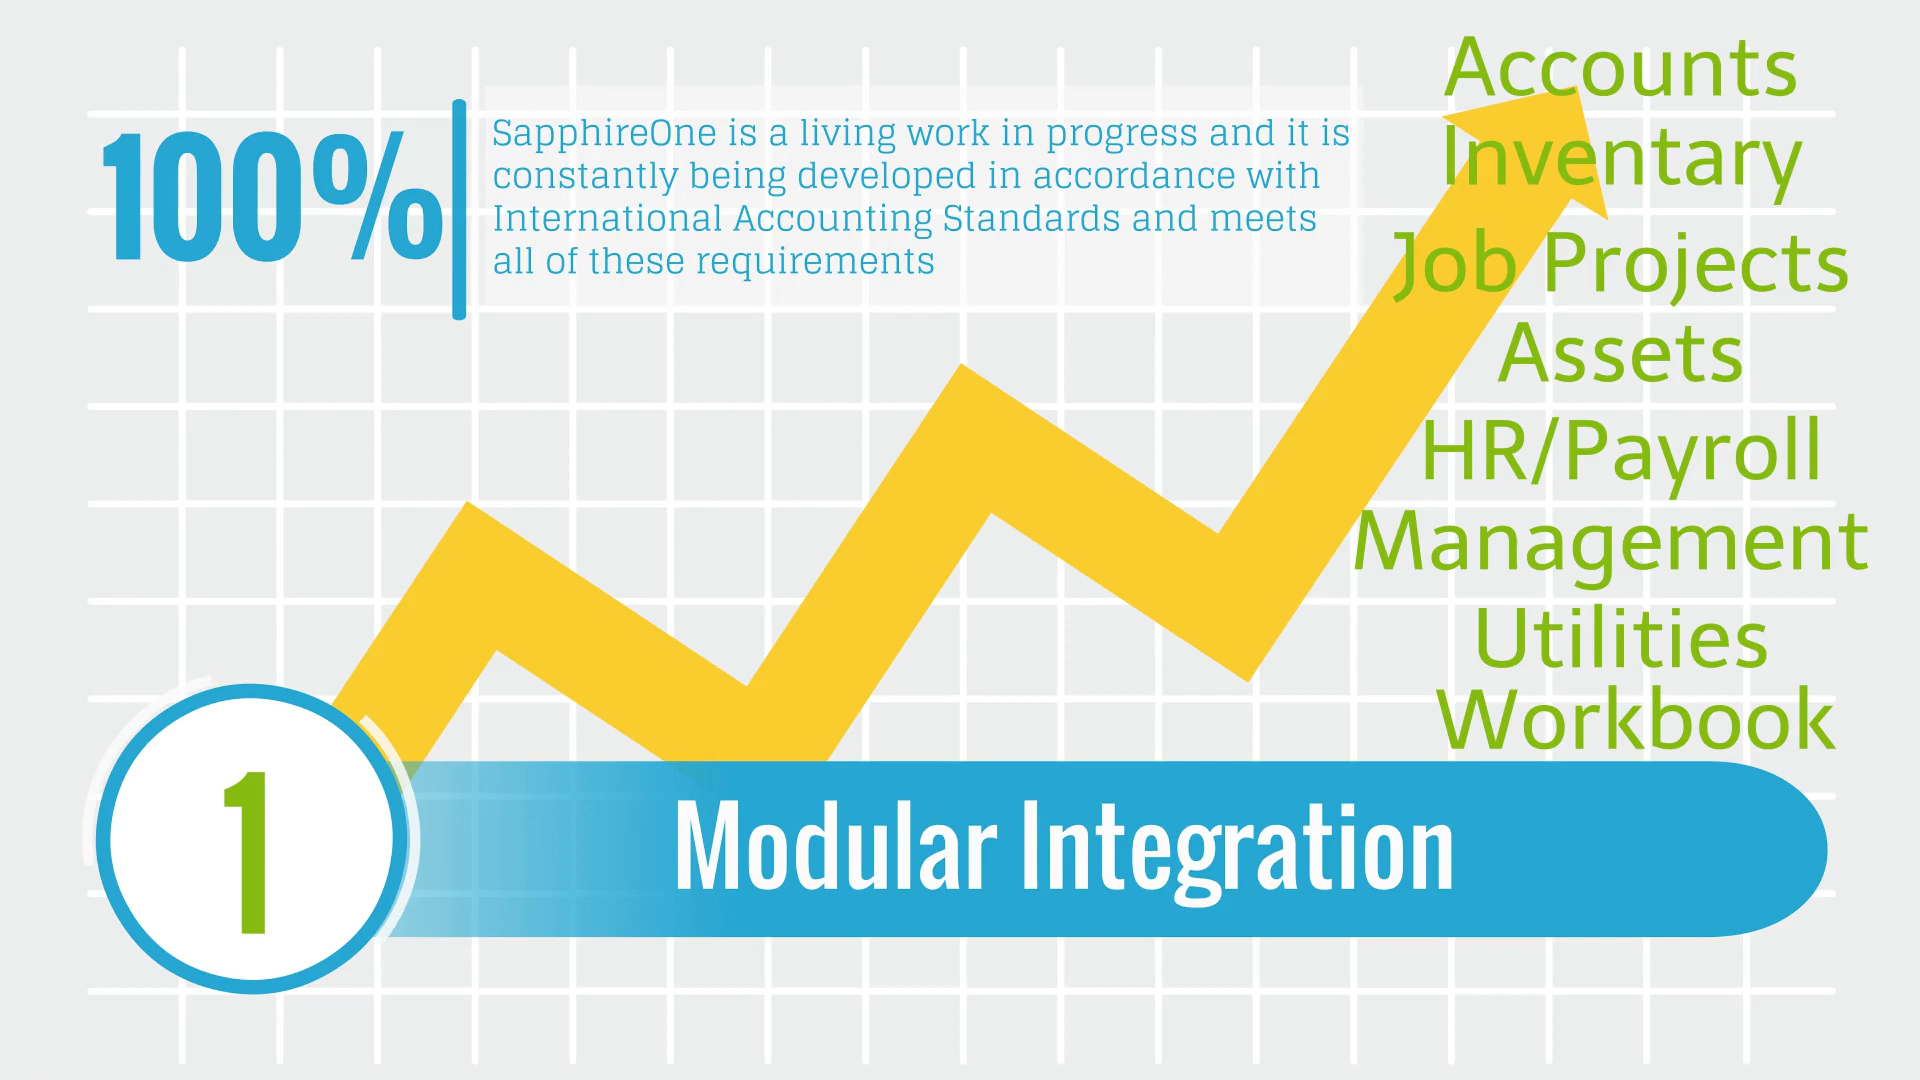 100%
SapphireOne is a living work in progress and it is
constantly being developed in accordance with
International Accounting Standards and meets
all of these requirements
Accounts
Inventory
Job Projects
Assets
HR/Payroll
Management
Utilities
Workbook
1
Modular Integration